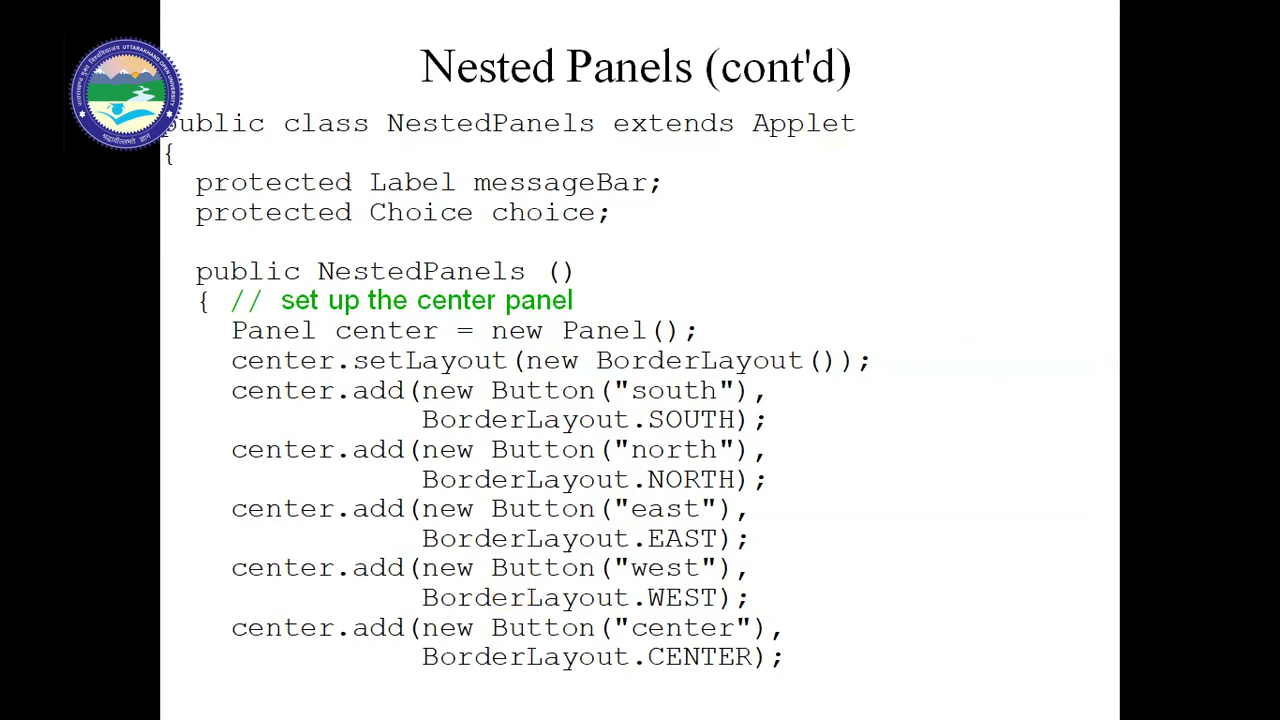 Nested Panels (cont'd)
UTTARAKHAND OPEN UNIVERSITY
public class NestedPanels extends Applet
{
protected Label messageBar;
protected Choice choice;
public NestedPanels ()
{ // set up the center panel
Panel center = new Panel();
center.setLayout(new BorderLayout());
center.add(new Button("south"),
BorderLayout.SOUTH);
center.add(new Button("north"),
BorderLayout.NORTH);
center.add(new Button("east"),
BorderLayout.EAST);
center.add(new Button("west"),
BorderLayout.WEST);
center.add(new Button("center"),
BorderLayout.CENTER);